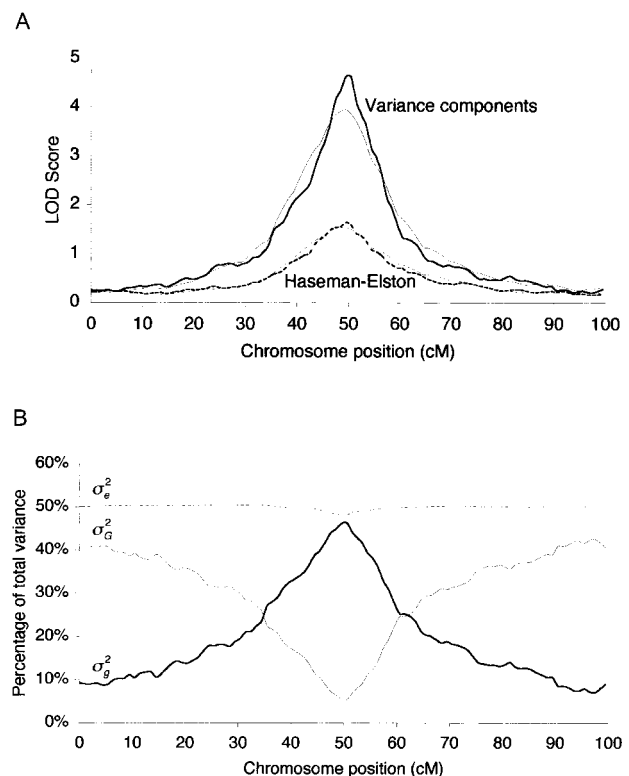 A
5
4
3
2
1
0
LOD Score
Variance components
Haseman-Elston
0 10 20 30 40 50 60 70 80 90 100
Chromosome position (cM)
B
60%
50%
40%
30%
20%
10%
0%
Percentage of total variance
σ²e
σ²G
σ²g
0 10 20 30 40 50 60 70 80 90 100
Chromosome position (cM)